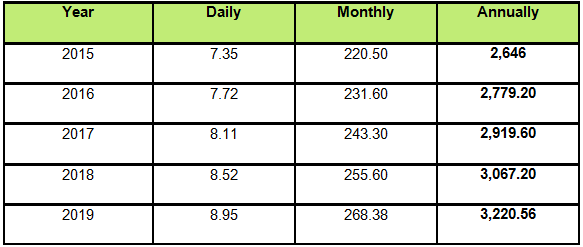 Year Daily Monthly Annually
2015 7.35 220.50 2,646
2016 7.72 231.60 2,779.20
2017 8.11 243.30 2,919.60
2018 8.52 255.60 3,067.20
2019 8.95 268.38 3,220.56